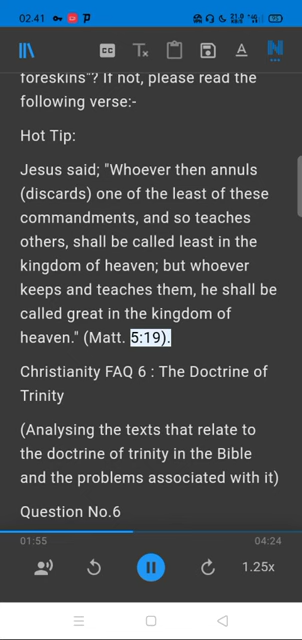 02.41
foreskins"? If not, please read the
following verse:-
Hot Tip:
Jesus said; "Whoever then annuls
(discards) one of the least of these
commandments, and so teaches
others, shall be called least in the
kingdom of heaven; but whoever
keeps and teaches them, he shall be
called great in the kingdom of
heaven." (Matt. 5:19).
Christianity FAQ 6 : The Doctrine of
Trinity
(Analysing the texts that relate to
the doctrine of trinity in the Bible
and the problems associated with it)
Question No.6
01:55 04:24
1.25x